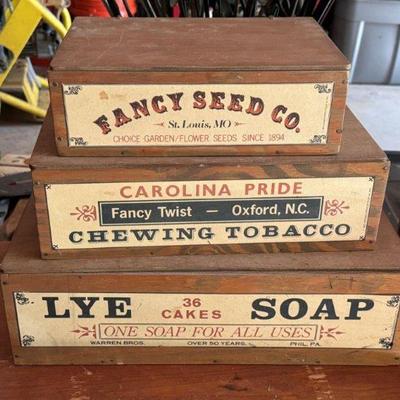 FANCY SEED CO.
St. Louis, MO
CHOICE GARDEN/FLOWER SEEDS SINCE 1894
CAROLINA PRIDE
Fancy Twist — Oxford, N.C.
CHEWING TOBACCO
LYE 36 CAKES SOAP
ONE SOAP FOR ALL USES
WARREN BROS. OVER 50 YEARS. PHIL. PA.